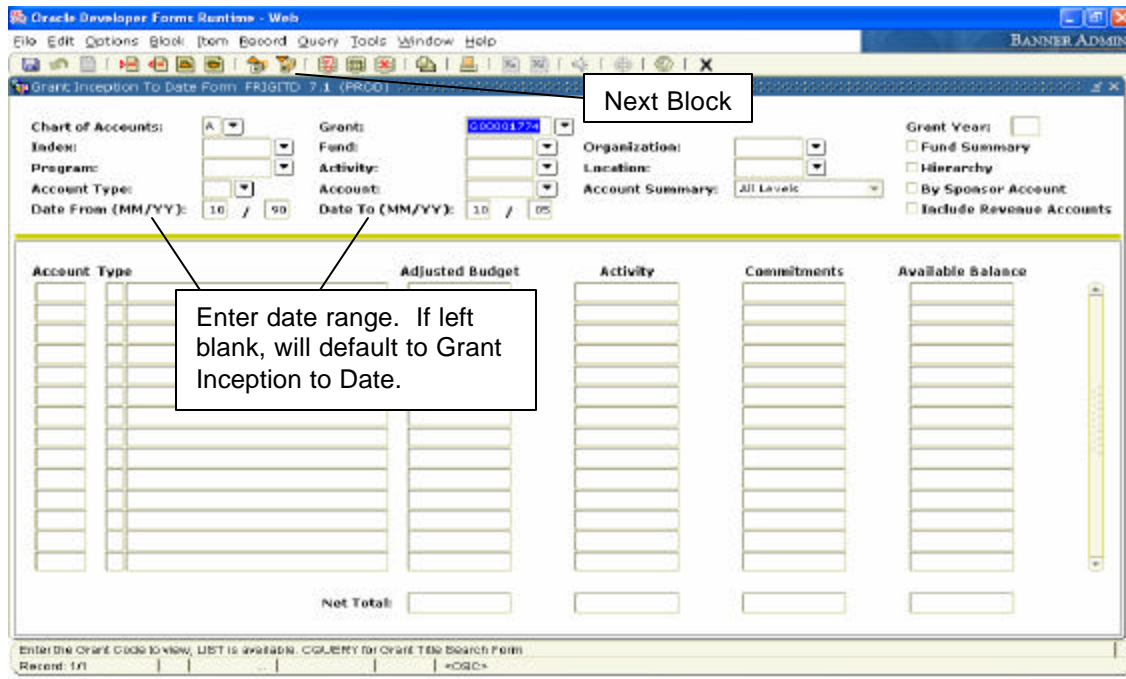 Oracle Developer Forms Runtime - Web
File Edit Options Block Item Record Query Tools Window Help
BANNER ADMIN
Grant Inception To Date Form FRIGITD 7.1 (PROD)
Next Block
Chart of Accounts: A Grant: G00001774 Grant Year:
Index: Fund: Organization: Fund Summary
Program: Activity: Location: Hierarchy
Account Type: Account: Account Summary: All Levels By Sponsor Account
Date From (MM/YY): 10 / 90 Date To (MM/YY): 10 / 05 Include Revenue Accounts
Account Type Adjusted Budget Activity Commitments Available Balance
Enter date range. If left
blank, will default to Grant
Inception to Date.
Net Total:
Enter the Grant Code to view; LIST is available. CQUERY for Grant Title Search Form
Record: 1/1 ... <OSC>